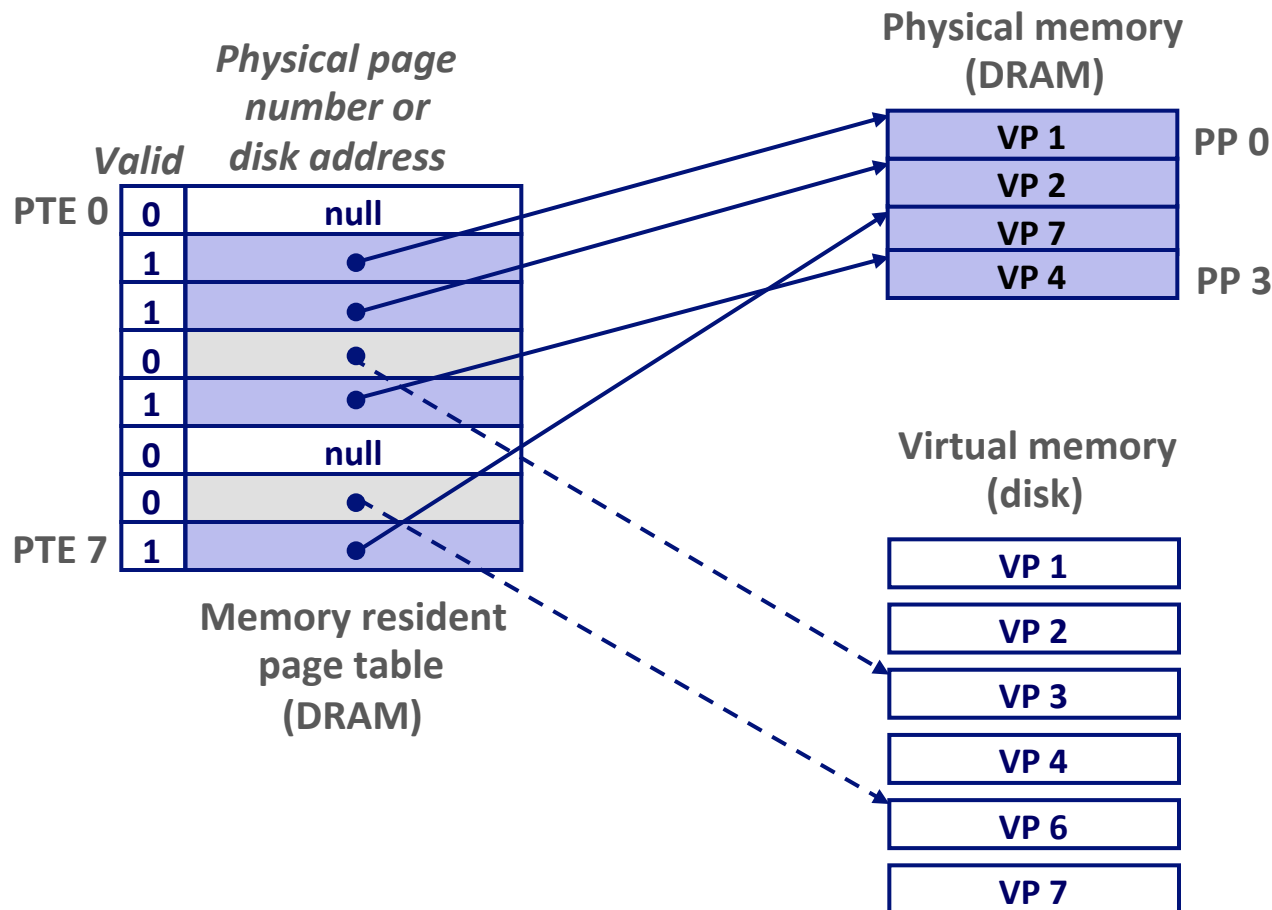 Physical memory
(DRAM)
Physical page
number or
disk address
Valid
VP 1
PP 0
VP 2
VP 7
VP 4
PP 3
PTE 0
0
null
1
1
0
1
0
null
0
PTE 7
1
Memory resident
page table
(DRAM)
Virtual memory
(disk)
VP 1
VP 2
VP 3
VP 4
VP 6
VP 7